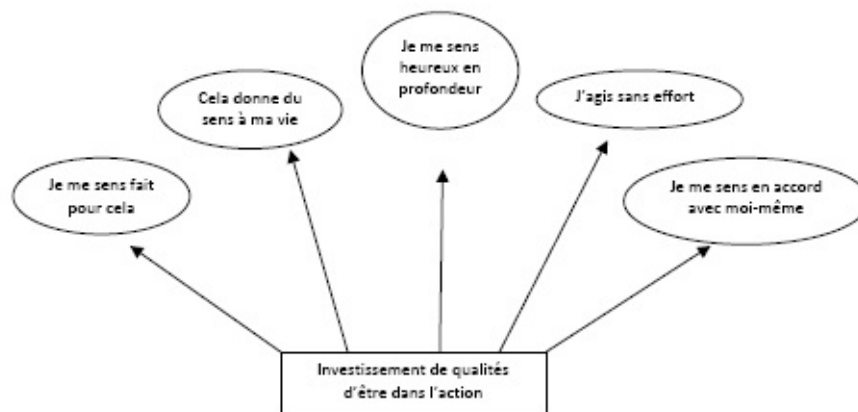 Je me sens
heureux en
profondeur
Cela donne du
sens à ma vie
J'agis sans effort
Je me sens fait
pour cela
Je me sens en accord
avec moi-même
Investissement de qualités
d'être dans l'action